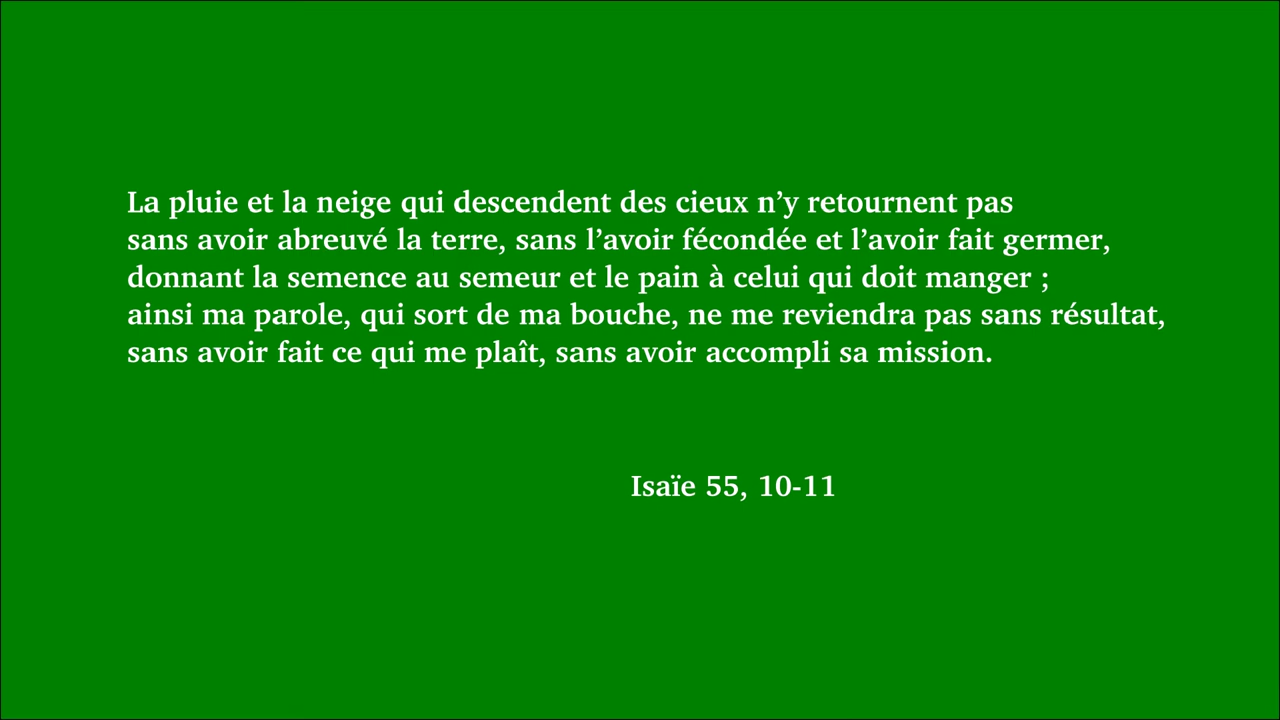 La pluie et la neige qui descendent des cieux n’y retournent pas
sans avoir abreuvé la terre, sans l’avoir fécondée et l’avoir fait germer,
donnant la semence au semeur et le pain à celui qui doit manger ;
ainsi ma parole, qui sort de ma bouche, ne me reviendra pas sans résultat,
sans avoir fait ce qui me plaît, sans avoir accompli sa mission.
Isaïe 55, 10-11